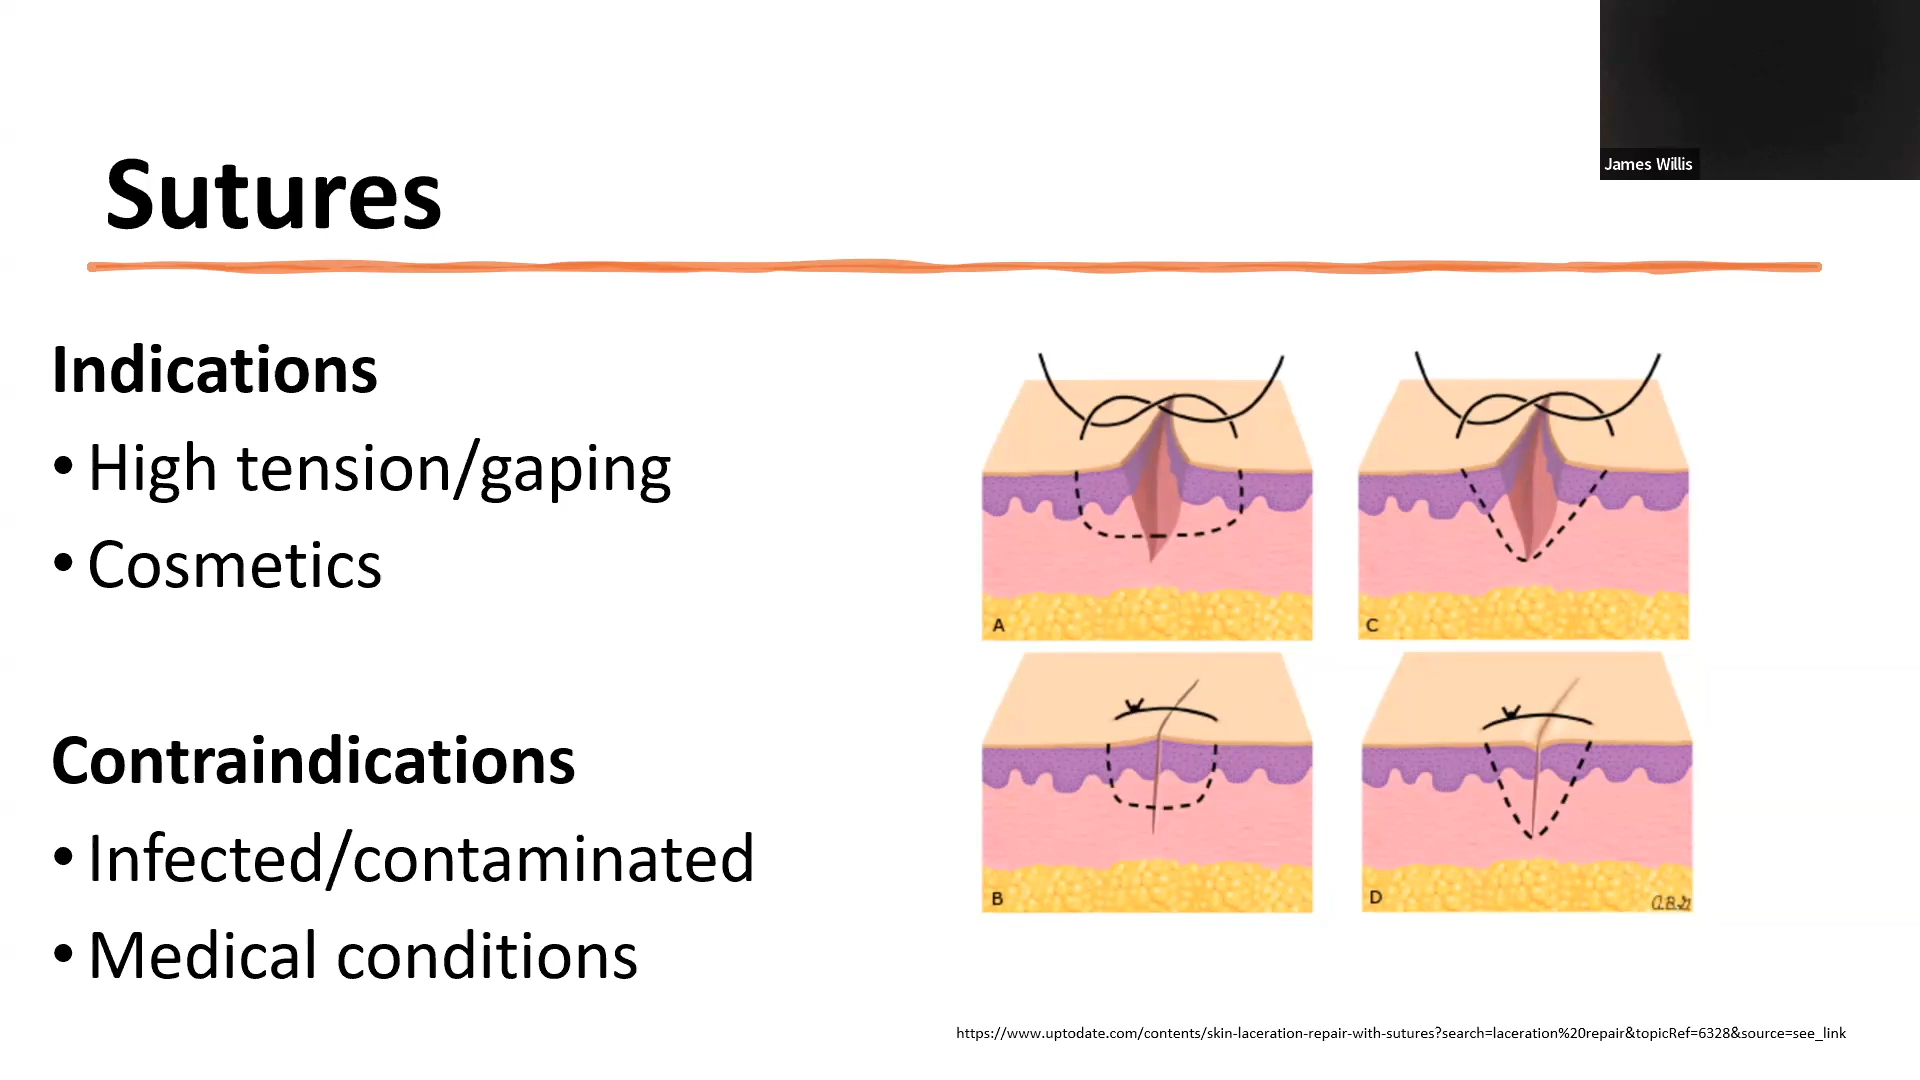 James Willis
Sutures
Indications
• High tension/gaping
• Cosmetics
Contraindications
• Infected/contaminated
• Medical conditions
A
C
B
D
https://www.uptodate.com/contents/skin-laceration-repair-with-sutures?search=laceration%20repair&topicRef=6328&source=see_link